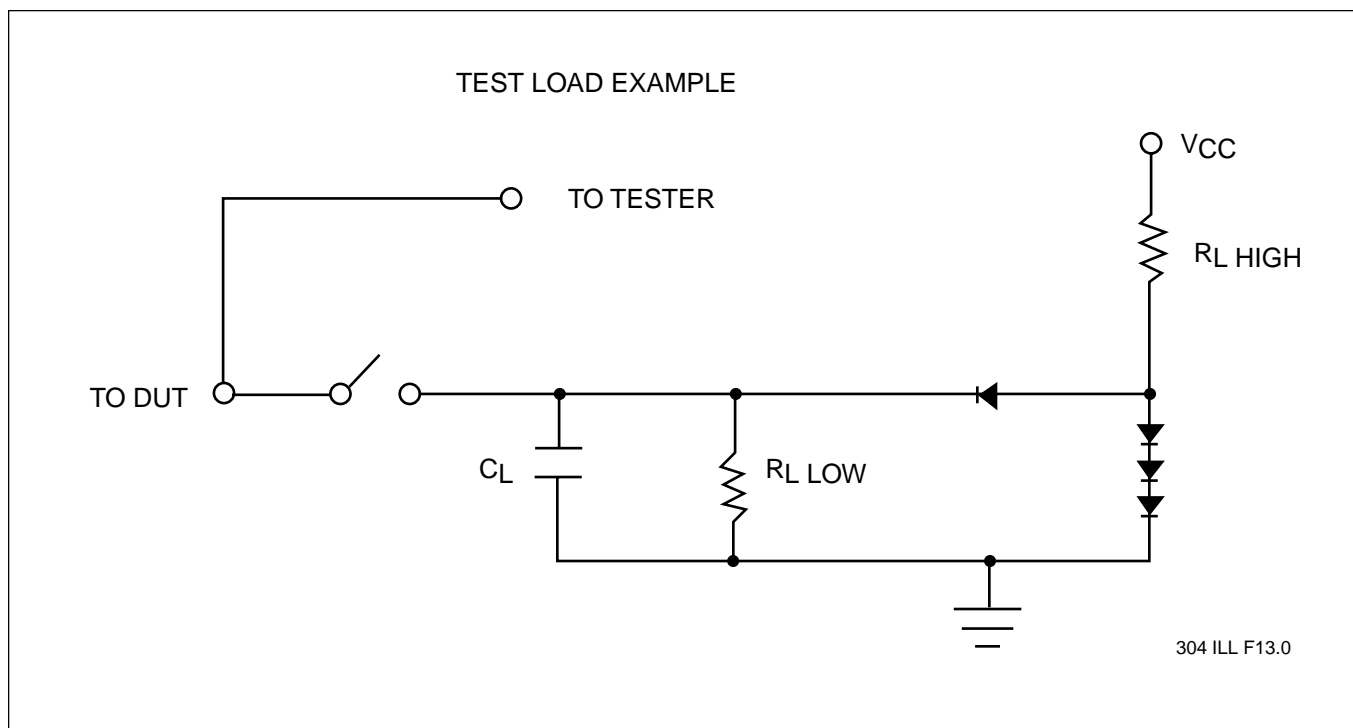 TEST LOAD EXAMPLE
VCC
TO TESTER
RL HIGH
TO DUT
CL
RL LOW
304 ILL F13.0